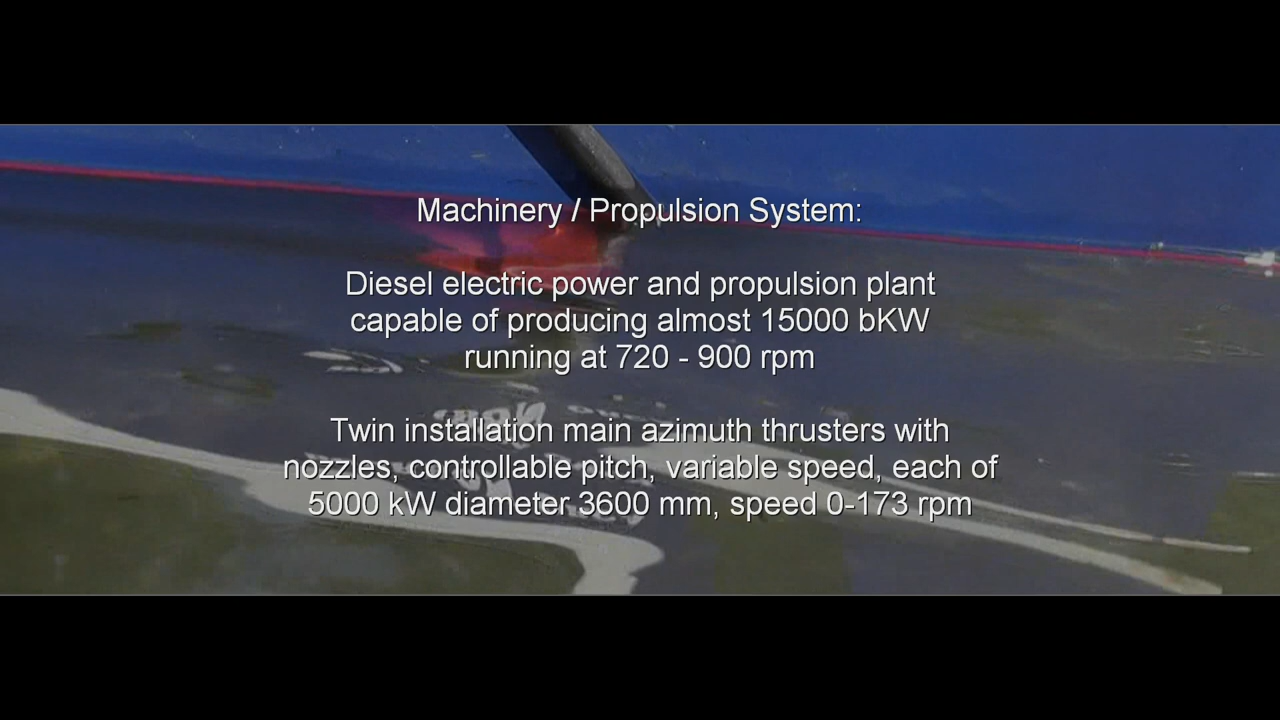 Machinery / Propulsion System:
Diesel electric power and propulsion plant
capable of producing almost 15000 bKW
running at 720 - 900 rpm
Twin installation main azimuth thrusters with
nozzles, controllable pitch, variable speed, each of
5000 kW diameter 3600 mm, speed 0-173 rpm